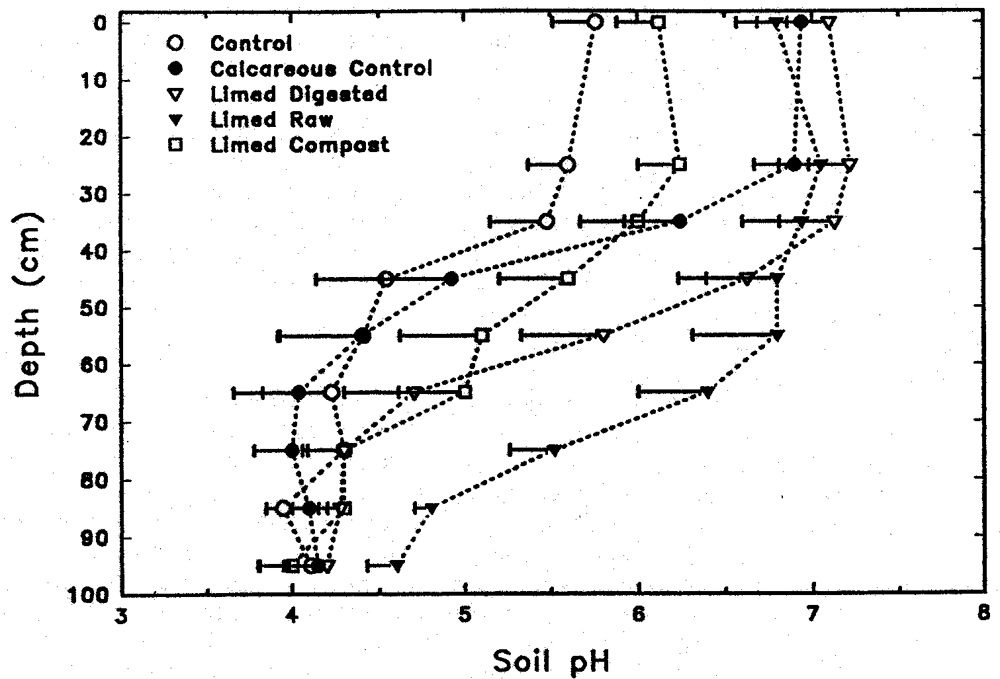 0
10
20
30
40
50
60
70
80
90
100
Depth (cm)
Control
Calcareous Control
Limed Digested
Limed Raw
Limed Compost
3 4 5 6 7 8
Soil pH